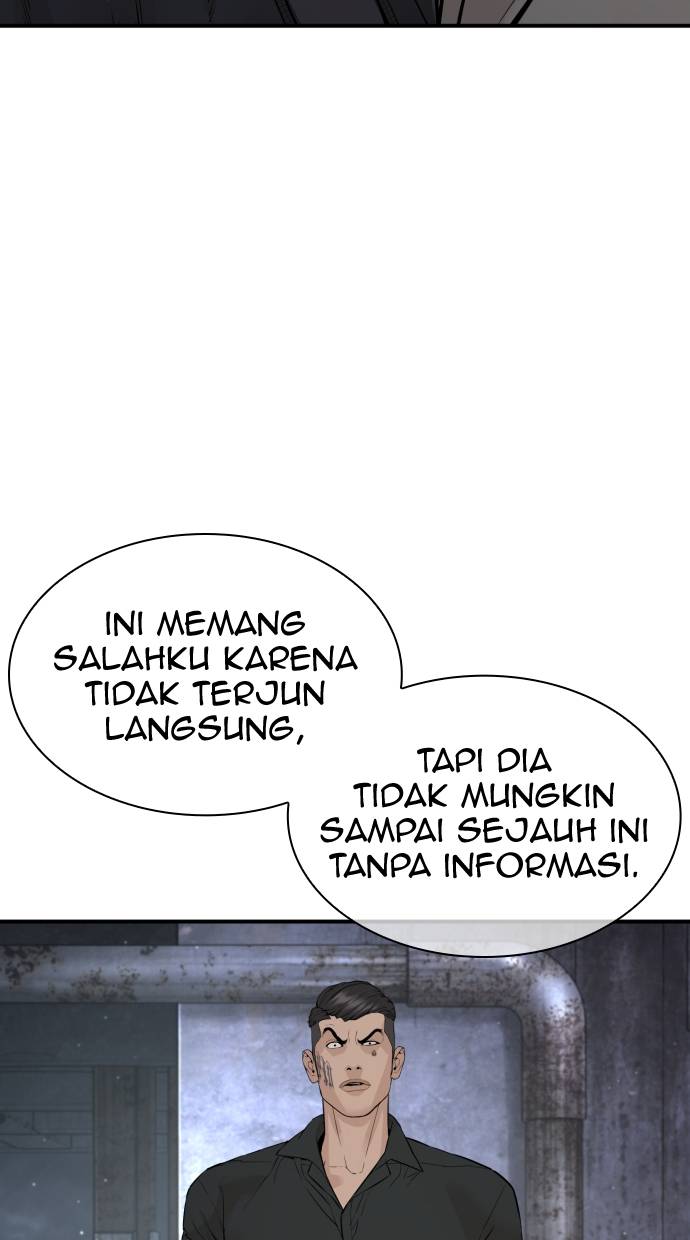 INI MEMANG
SALAHKU KARENA
TIDAK TERJUN
LANGSUNG,
TAPI DIA
TIDAK MUNGKIN
SAMPAI SEJAUH INI
TANPA INFORMASI.